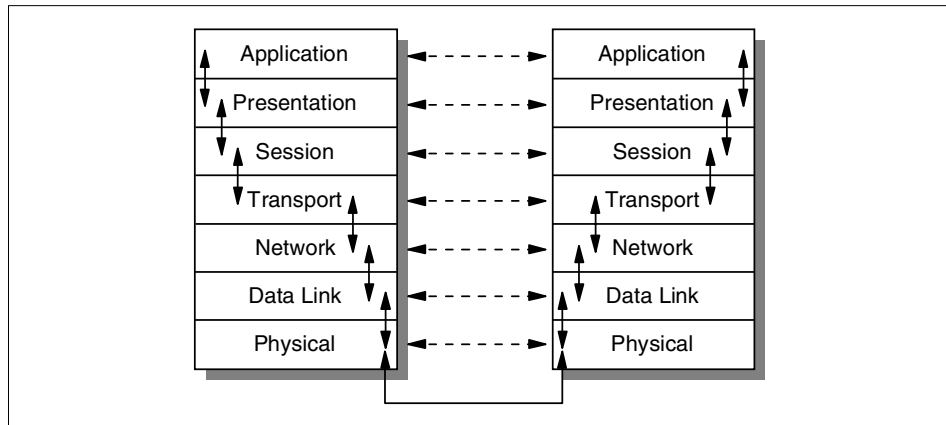 Application
Presentation
Session
Transport
Network
Data Link
Physical
Application
Presentation
Session
Transport
Network
Data Link
Physical